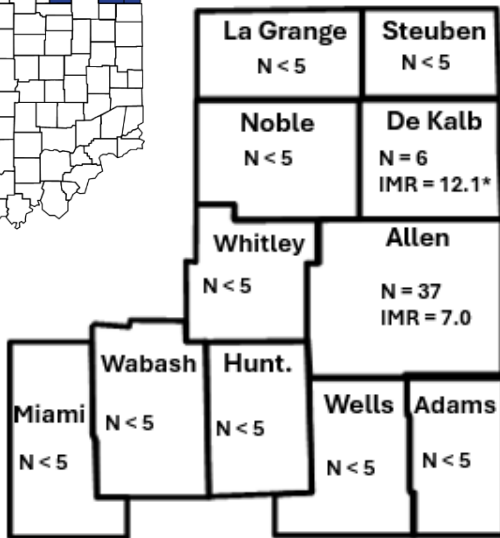 La Grange
N < 5
Steuben
N < 5
Noble
N < 5
De Kalb
N = 6
IMR = 12.1*
Whitley
N < 5
Allen
N = 37
IMR = 7.0
Miami
N < 5
Wabash
N < 5
Hunt.
N < 5
Wells
N < 5
Adams
N < 5